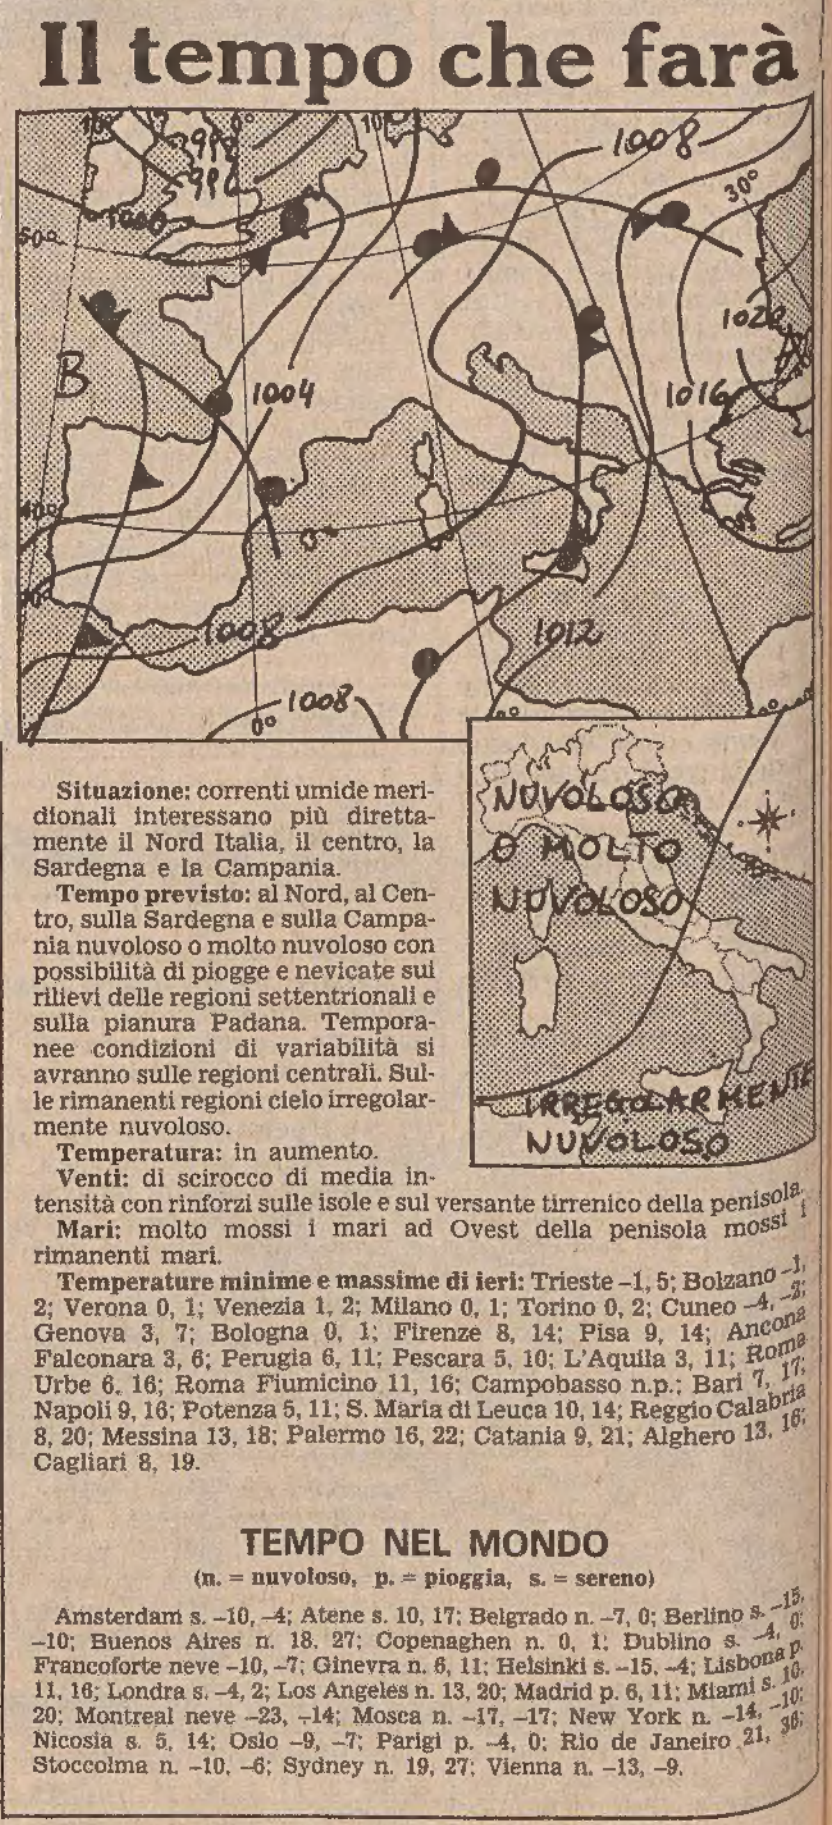 Il tempo che farà
10°
0°
10
1008
996
996
1000
30°
50°
1020
B
1004
1016
40°
0°
1008
1012
1008
0°
NUVOLOSO
O MOLTO
NUVOLOSO
IRREGOLARMENTE
NUVOLOSO
Situazione: correnti umide meri-
dionali interessano più diretta-
mente il Nord Italia, il centro, la
Sardegna e la Campania.
Tempo previsto: al Nord, al Cen-
tro, sulla Sardegna e sulla Campa-
nia nuvoloso o molto nuvoloso con
possibilità di piogge e nevicate sui
rilievi delle regioni settentrionali e
sulla pianura Padana. Tempora-
nee condizioni di variabilità si
avranno sulle regioni centrali. Sul-
le rimanenti regioni cielo irregolar-
mente nuvoloso.
Temperatura: in aumento.
Venti: di scirocco di media in-
tensità con rinforzi sulle isole e sul versante tirrenico della penisola.
Mari: molto mossi i mari ad Ovest della penisola mossi i
rimanenti mari.
Temperature minime e massime di ieri: Trieste –1, 5; Bolzano –1,
2; Verona 0, 1; Venezia 1, 2; Milano 0, 1; Torino 0, 2; Cuneo –4, –2;
Genova 3, 7; Bologna 0, 1; Firenze 8, 14; Pisa 9, 14; Ancona
Falconara 3, 6; Perugia 6, 11; Pescara 5, 10; L'Aquila 3, 11; Roma
Urbe 6, 16; Roma Fiumicino 11, 16; Campobasso n.p.; Bari 7, 17;
Napoli 9, 16; Potenza 5, 11; S. Maria di Leuca 10, 14; Reggio Calabria
8, 20; Messina 13, 18; Palermo 16, 22; Catania 9, 21; Alghero 13, 16;
Cagliari 8, 19.
TEMPO NEL MONDO
(n. = nuvoloso, p. = pioggia, s. = sereno)
Amsterdam s. –10, –4; Atene s. 10, 17; Belgrado n. –7, 0; Berlino s. –15,
–10; Buenos Aires n. 18, 27; Copenaghen n. 0, 1; Dublino s. –4, 0;
Francoforte neve –10, –7; Ginevra n. 6, 11; Helsinki s. –15, –4; Lisbona p.
11, 16; Londra s. –4, 2; Los Angeles n. 13, 20; Madrid p. 6, 11; Miami s. 10,
20; Montreal neve –23, –14; Mosca n. –17, –17; New York n. –14, –10;
Nicosia s. 5, 14; Oslo –9, –7; Parigi p. –4, 0; Rio de Janeiro 21, 36;
Stoccolma n. –10, –6; Sydney n. 19, 27; Vienna n. –13, –9.